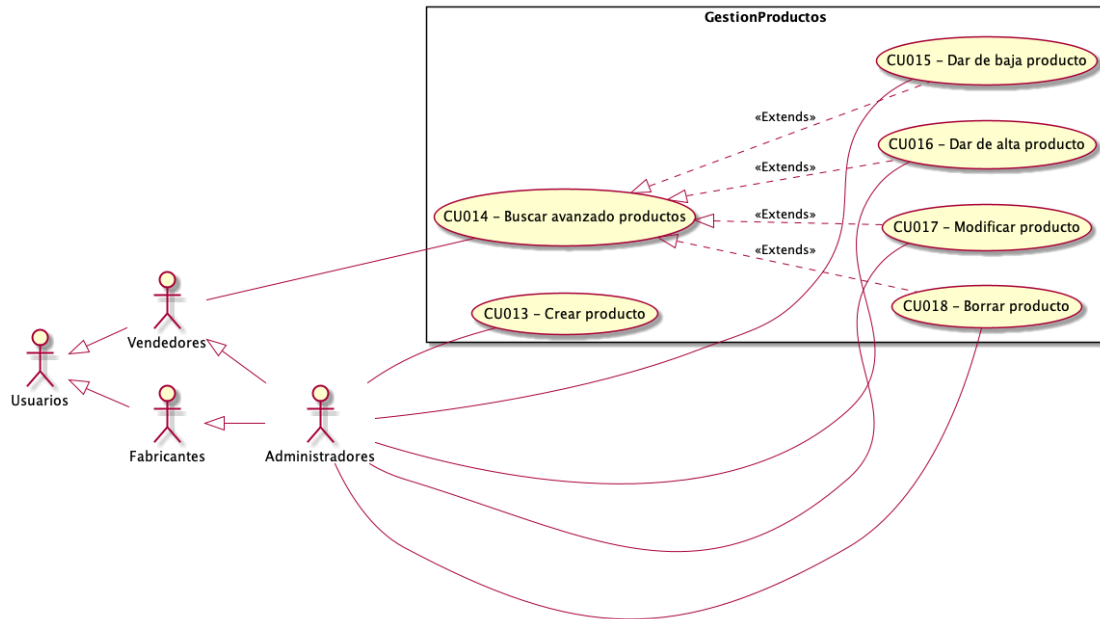 GestionProductos
CU015 – Dar de baja producto
«Extends»
CU016 – Dar de alta producto
«Extends»
CU014 – Buscar avanzado productos
«Extends»
CU017 – Modificar producto
«Extends»
CU018 – Borrar producto
CU013 – Crear producto
Vendedores
Usuarios
Fabricantes
Administradores